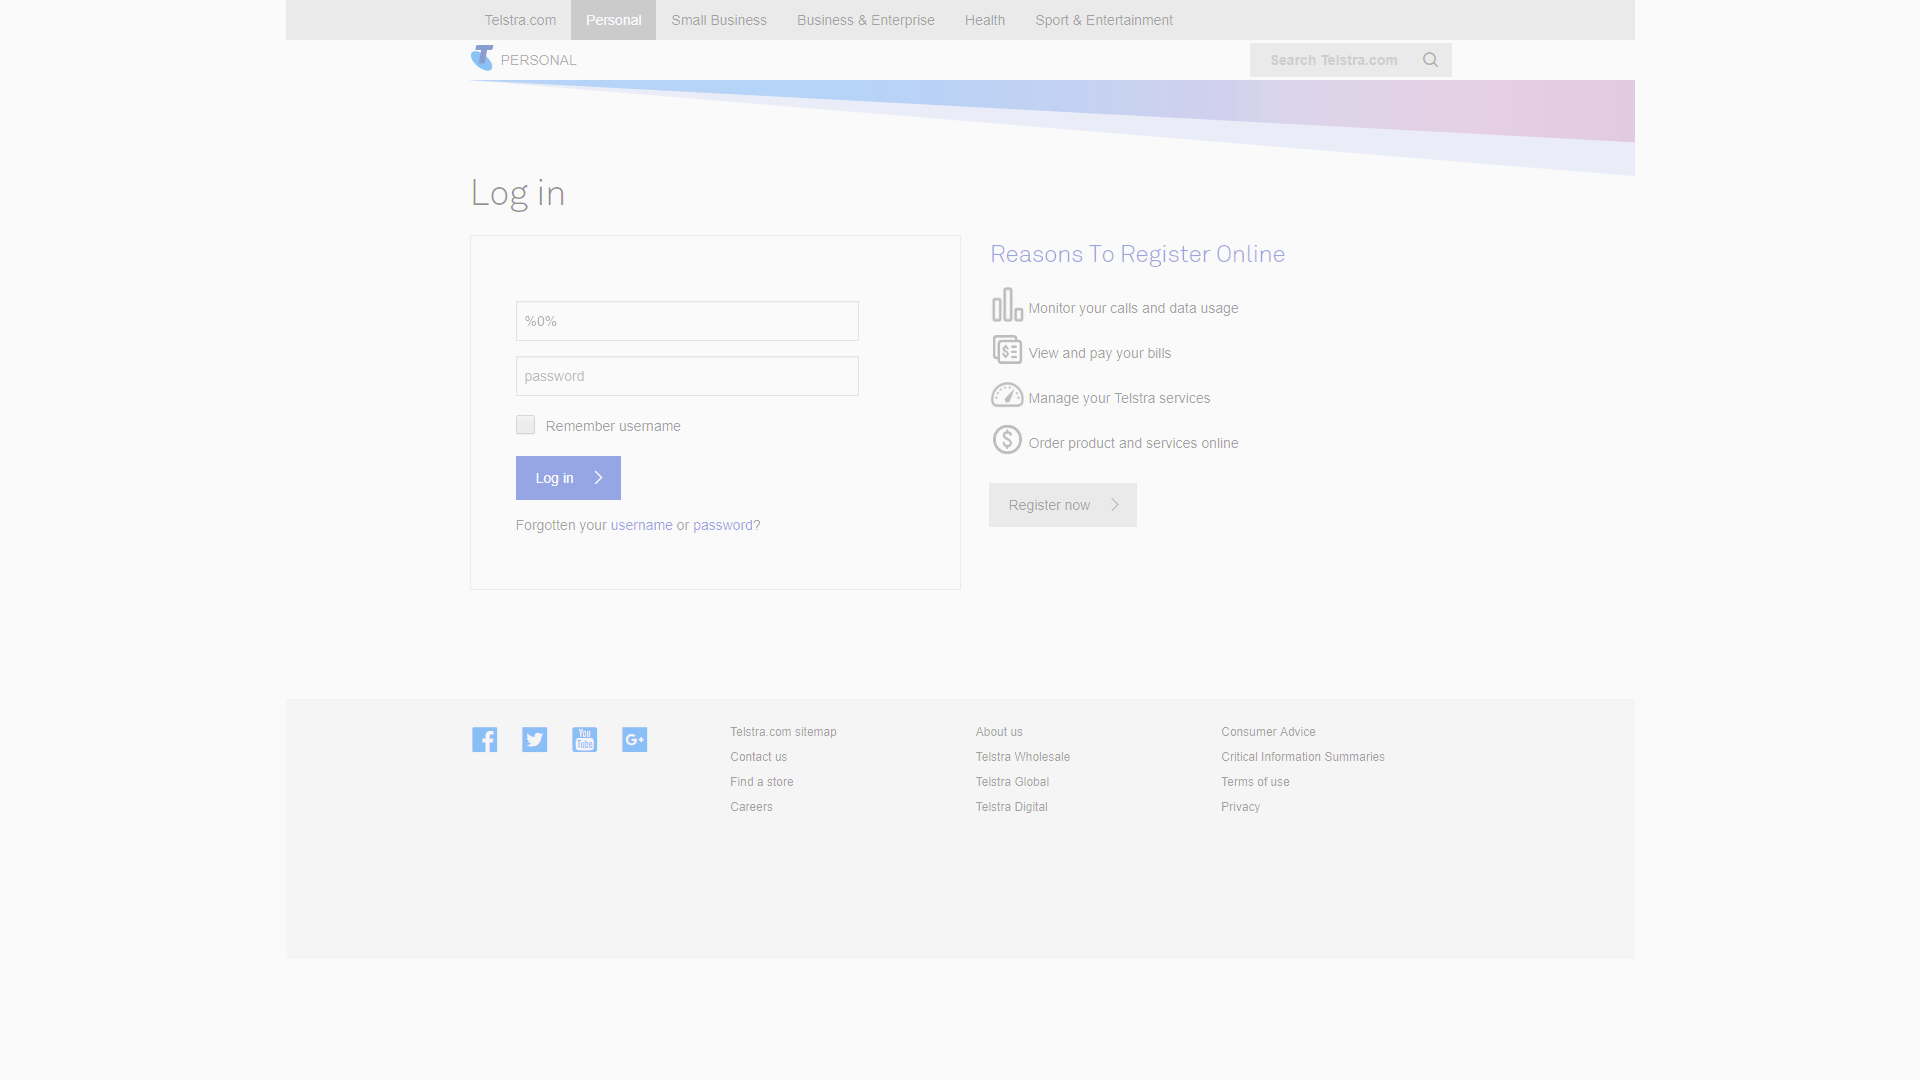 Telstra.com Personal Small Business Business & Enterprise Health Sport & Entertainment
T PERSONAL Search Telstra.com
Log in
%0%
password
Remember username
Log in
Forgotten your username or password?
Reasons To Register Online
Monitor your calls and data usage
View and pay your bills
Manage your Telstra services
Order product and services online
Register now
You
Tube
G+
Telstra.com sitemap
Contact us
Find a store
Careers
About us
Telstra Wholesale
Telstra Global
Telstra Digital
Consumer Advice
Critical Information Summaries
Terms of use
Privacy